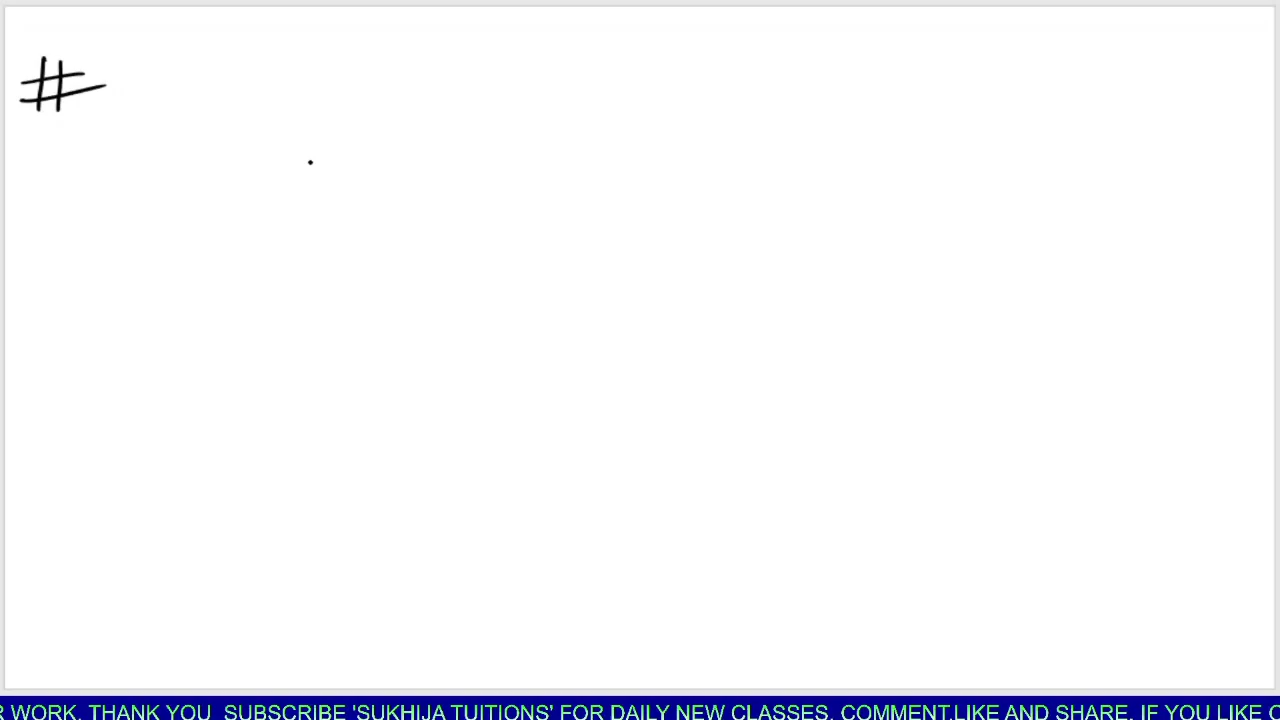 #
R WORK. THANK YOU  SUBSCRIBE 'SUKHIJA TUITIONS' FOR DAILY NEW CLASSES. COMMENT,LIKE AND SHARE. IF YOU LIKE